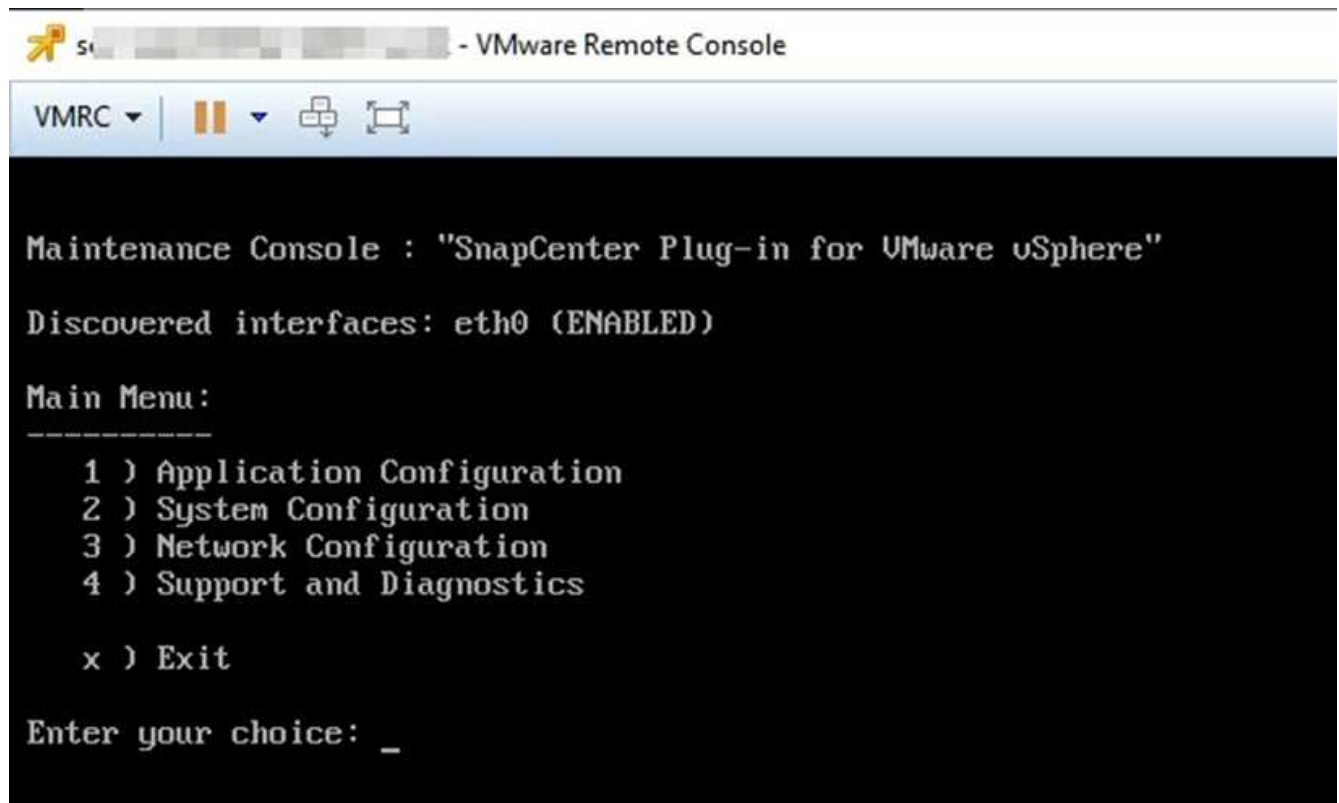 - VMware Remote Console
VMRC
Maintenance Console : "SnapCenter Plug-in for VMware vSphere"
Discovered interfaces: eth0 (ENABLED)
Main Menu:
----------
1 ) Application Configuration
2 ) System Configuration
3 ) Network Configuration
4 ) Support and Diagnostics
x ) Exit
Enter your choice: _